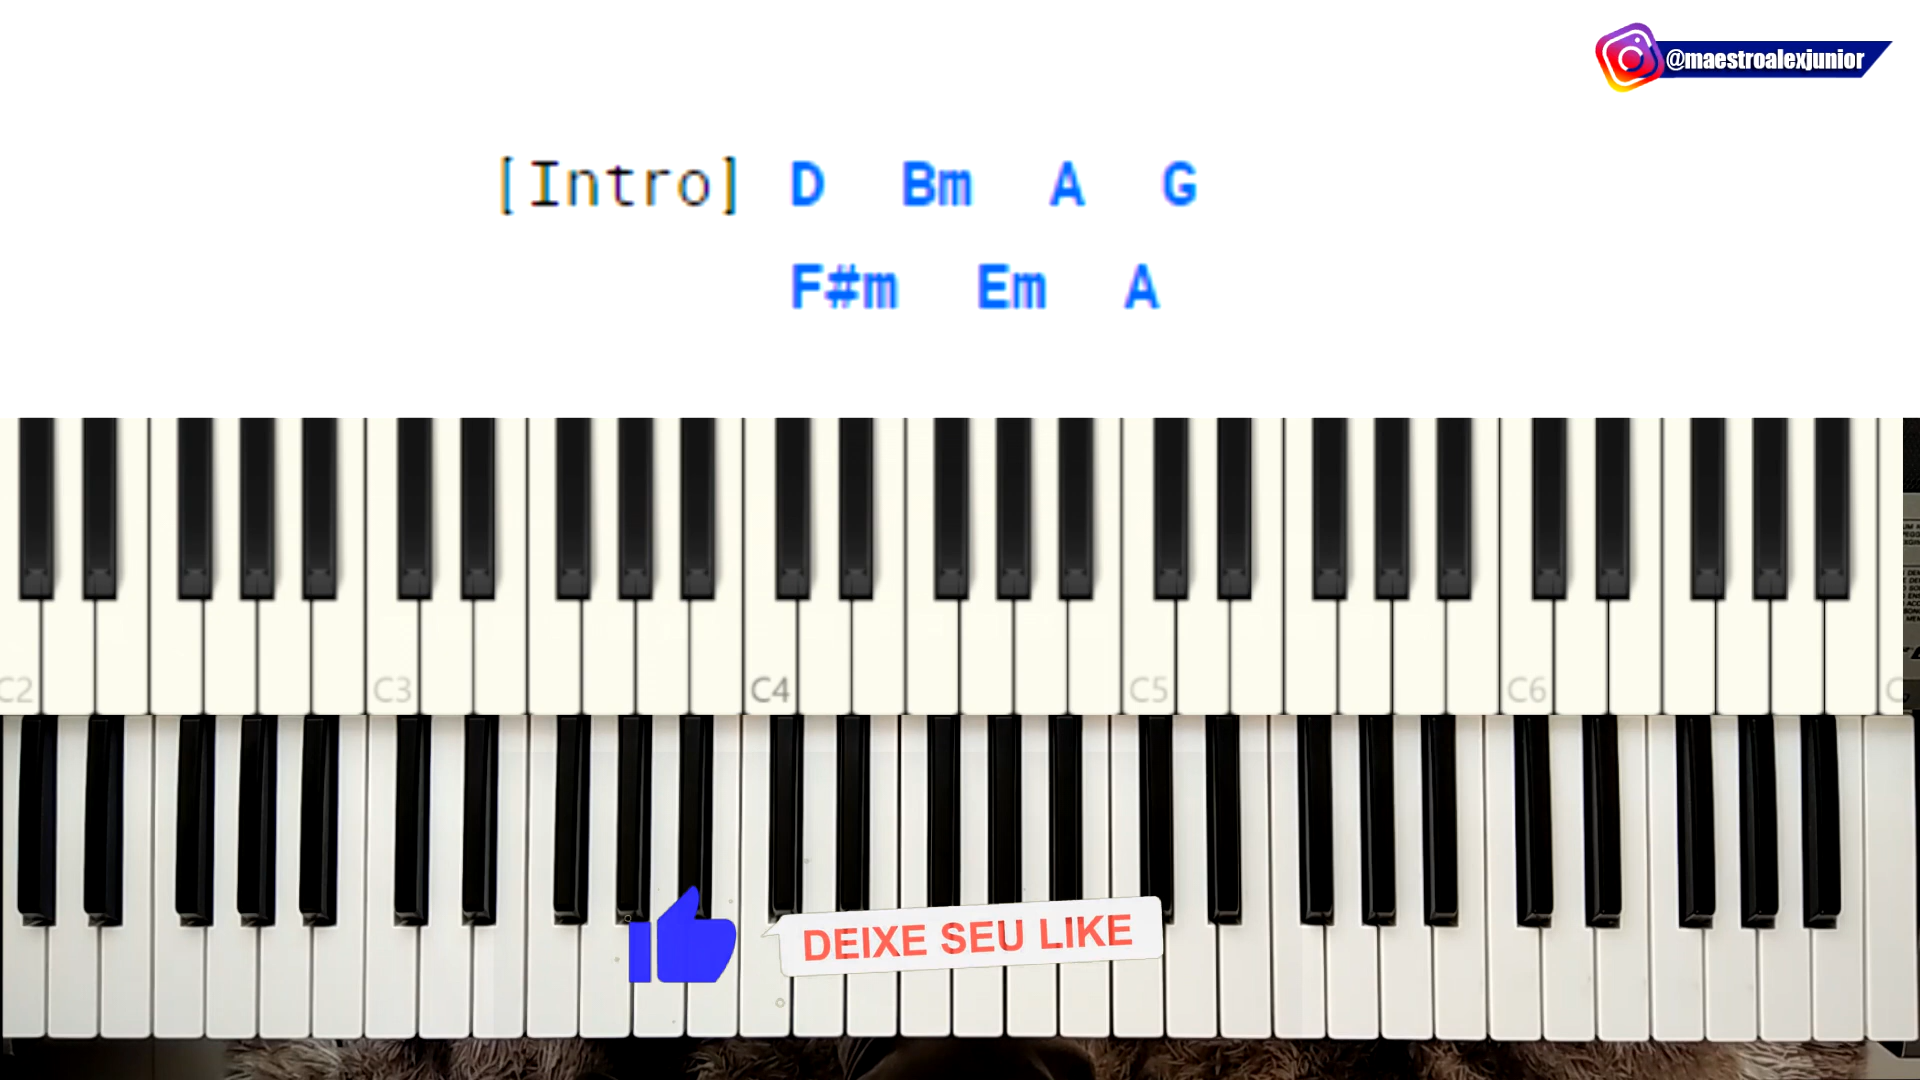 @maestroalexjunior
[Intro] D Bm A G
F#m Em A
C2 C3 C4 C5 C6 C
DEIXE SEU LIKE